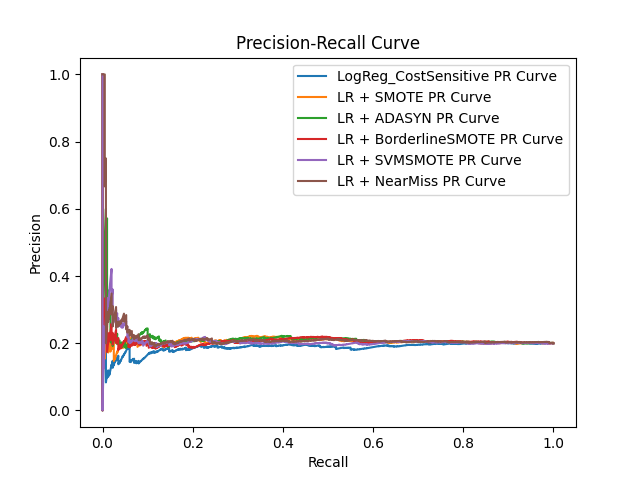 Precision-Recall Curve
LogReg_CostSensitive PR Curve
LR + SMOTE PR Curve
LR + ADASYN PR Curve
LR + BorderlineSMOTE PR Curve
LR + SVMSMOTE PR Curve
LR + NearMiss PR Curve
Precision
1.0
0.8
0.6
0.4
0.2
0.0
0.0 0.2 0.4 0.6 0.8 1.0
Recall